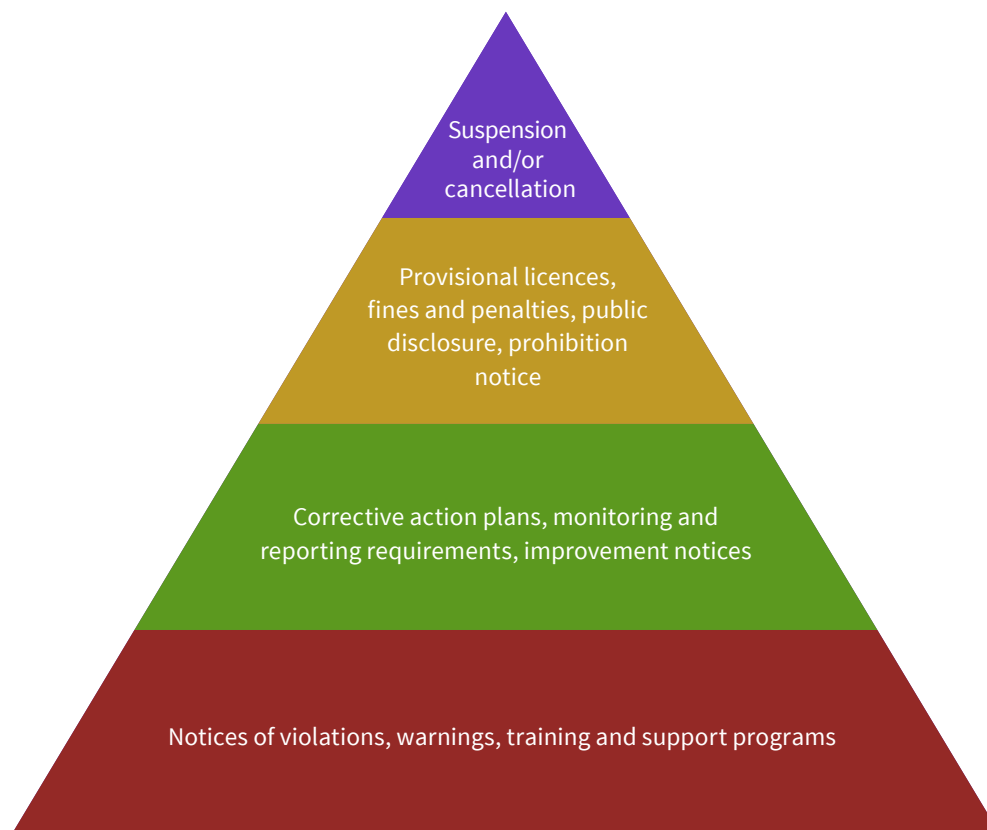 Suspension
and/or
cancellation
Provisional licences,
fines and penalties, public
disclosure, prohibition
notice
Corrective action plans, monitoring and
reporting requirements, improvement notices
Notices of violations, warnings, training and support programs